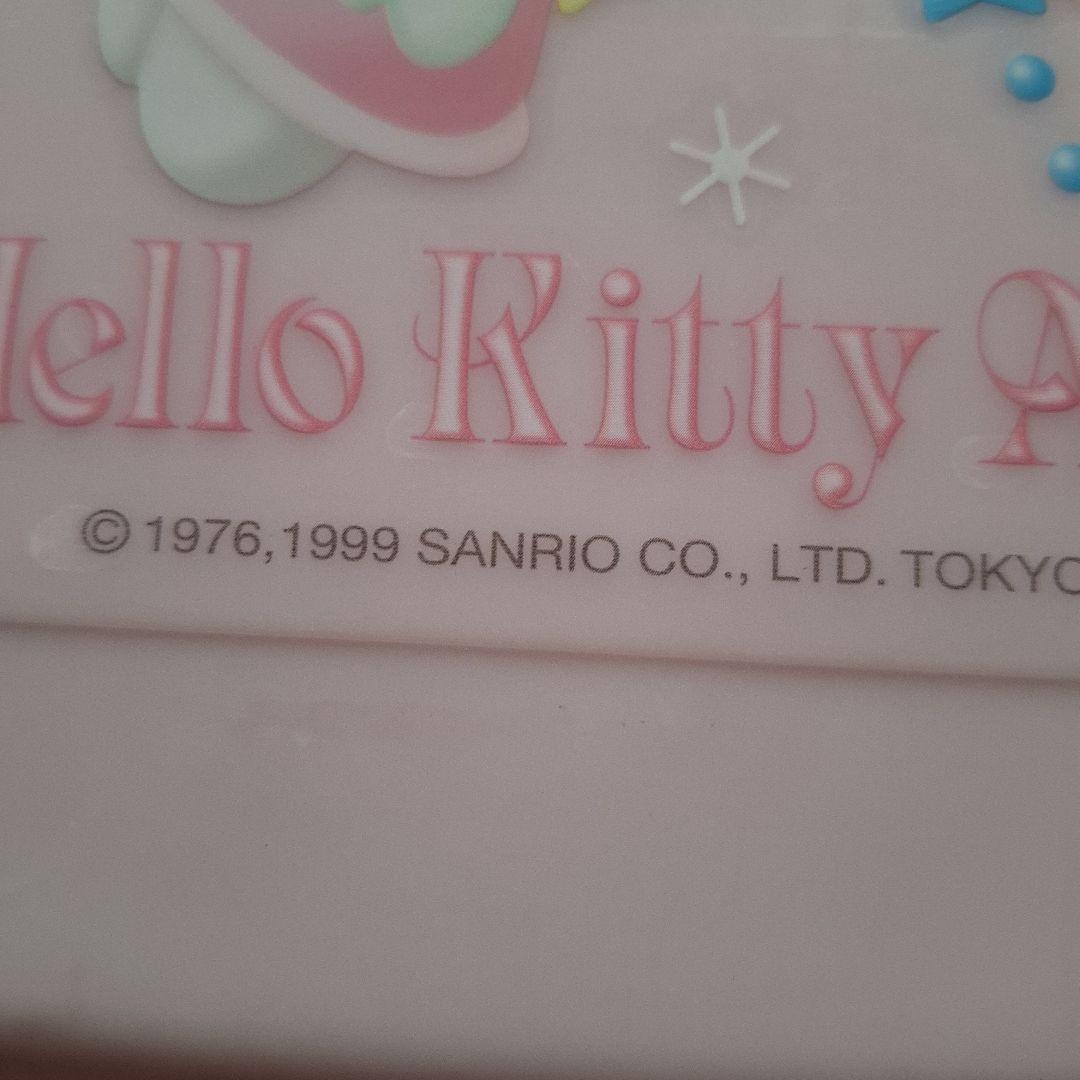 Hello Kitty A
© 1976,1999 SANRIO CO., LTD. TOKYO